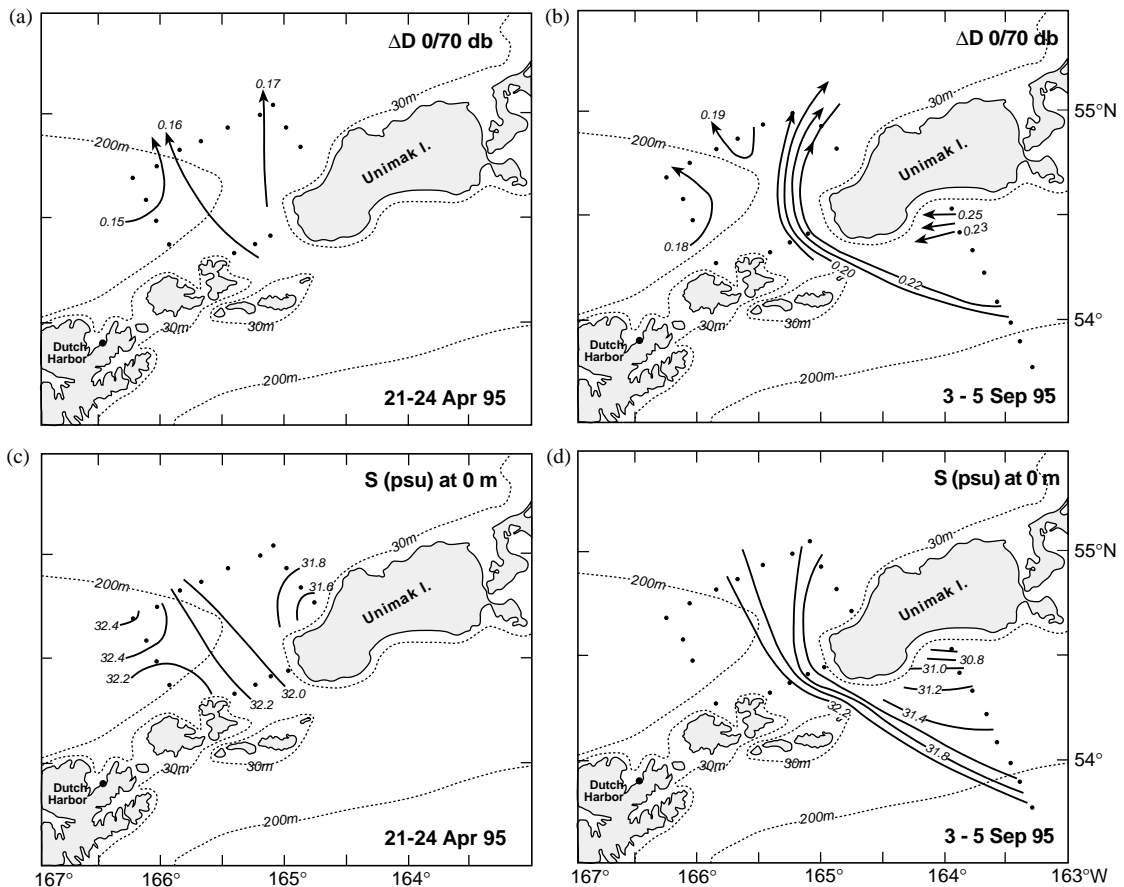 (a)
ΔD 0/70 db
0.17
0.16
30m
200m
Unimak I.
0.15
30m
Dutch
Harbor
200m
21-24 Apr 95
(b)
ΔD 0/70 db
55°N
30m
0.19
200m
Unimak I.
0.25
0.23
0.18
0.20
0.22
54°
30m
30m
Dutch
Harbor
200m
3 - 5 Sep 95
(c)
S (psu) at 0 m
30m
31.8
200m
31.6
Unimak I.
32.4
32.4
32.2
32.0
32.2
30m
30m
Dutch
Harbor
200m
21-24 Apr 95
167°
166°
165°
164°
(d)
S (psu) at 0 m
55°N
30m
200m
Unimak I.
30.8
31.0
31.2
32.2
31.4
31.8
54°
30m
30m
Dutch
Harbor
200m
3 - 5 Sep 95
167°
166°
165°
164°
163°W